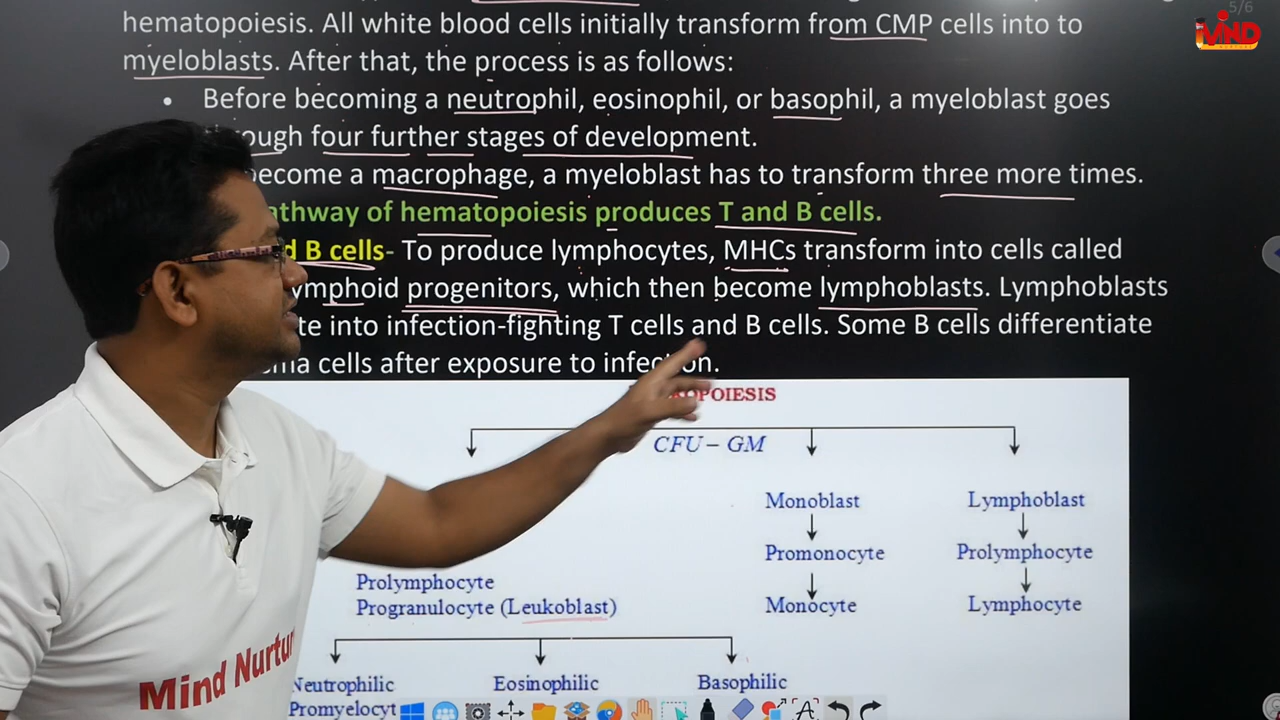 5/6
hematopoiesis. All white blood cells initially transform from CMP cells into to
MIND
myeloblasts. After that, the process is as follows:
• Before becoming a neutrophil, eosinophil, or basophil, a myeloblast goes
four further stages of development.
become a macrophage, a myeloblast has to transform three more times.
pathway of hematopoiesis produces T and B cells.
B cells- To produce lymphocytes, MHCs transform into cells called
progenitors, which then become lymphoblasts. Lymphoblasts
into infection-fighting T cells and B cells. Some B cells differentiate
cells after exposure to infection.
CFU – GM
Monoblast Lymphoblast
Promonocyte Prolymphocyte
Prolymphocyte
Progranulocyte (Leukoblast) Monocyte Lymphocyte
Neutrophilic Eosinophilic Basophilic
Mind